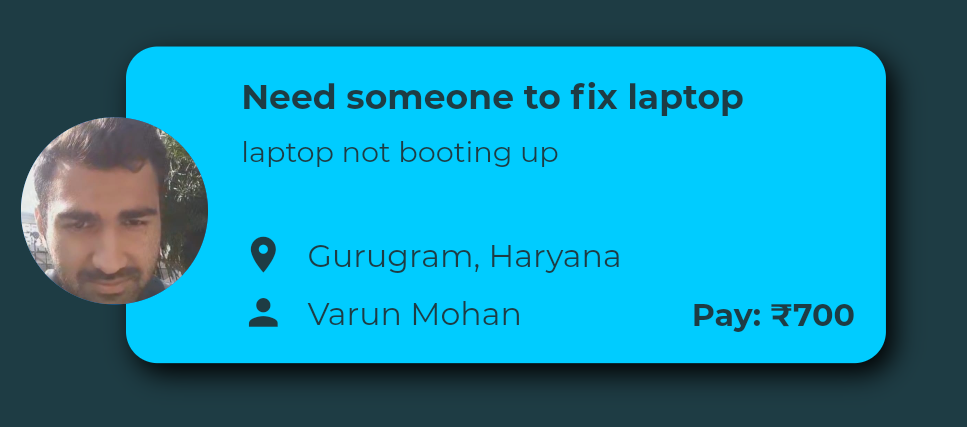 Need someone to fix laptop
laptop not booting up
Gurugram, Haryana
Varun Mohan
Pay: ₹700